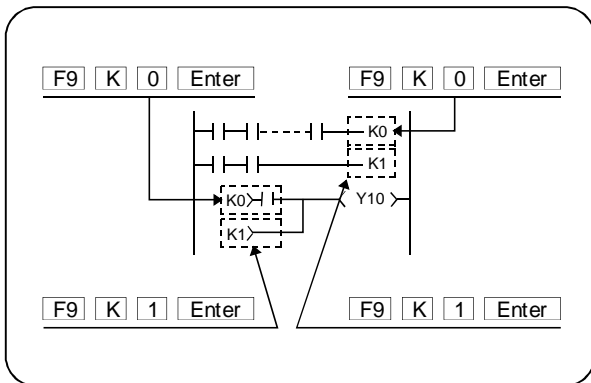 F9 K 0 Enter F9 K 0 Enter
K0
K1
K0 Y10
K1
F9 K 1 Enter F9 K 1 Enter